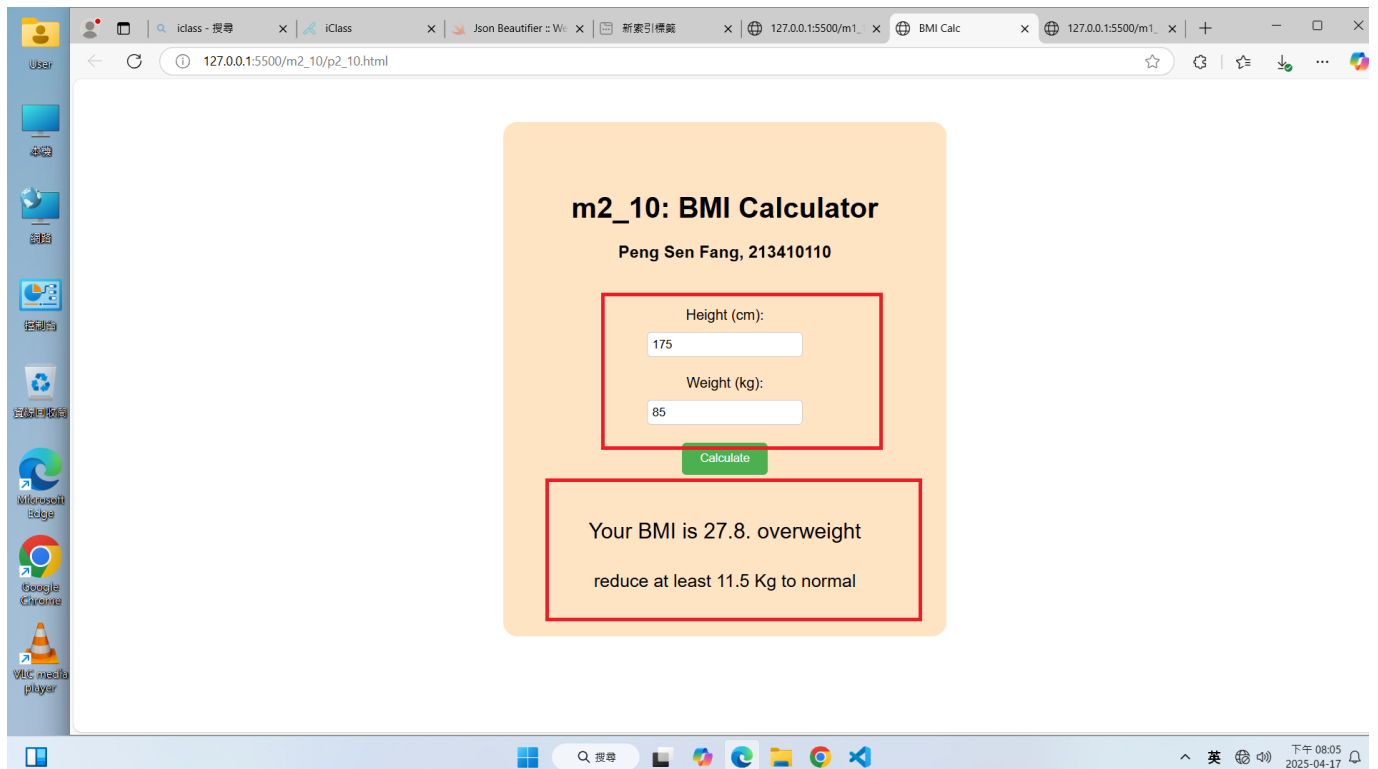 iclass - 搜尋
iClass
Json Beautifier :: We
新索引標籤
127.0.0.1:5500/m1_
BMI Calc
127.0.0.1:5500/m1_
127.0.0.1:5500/m2_10/p2_10.html
User
本機
網路
控制台
資源回收筒
Microsoft
Edge
Google
Chrome
VLC media
player
m2_10: BMI Calculator
Peng Sen Fang, 213410110
Height (cm):
175
Weight (kg):
85
Calculate
Your BMI is 27.8. overweight
reduce at least 11.5 Kg to normal
搜尋
英
下午 08:05
2025-04-17